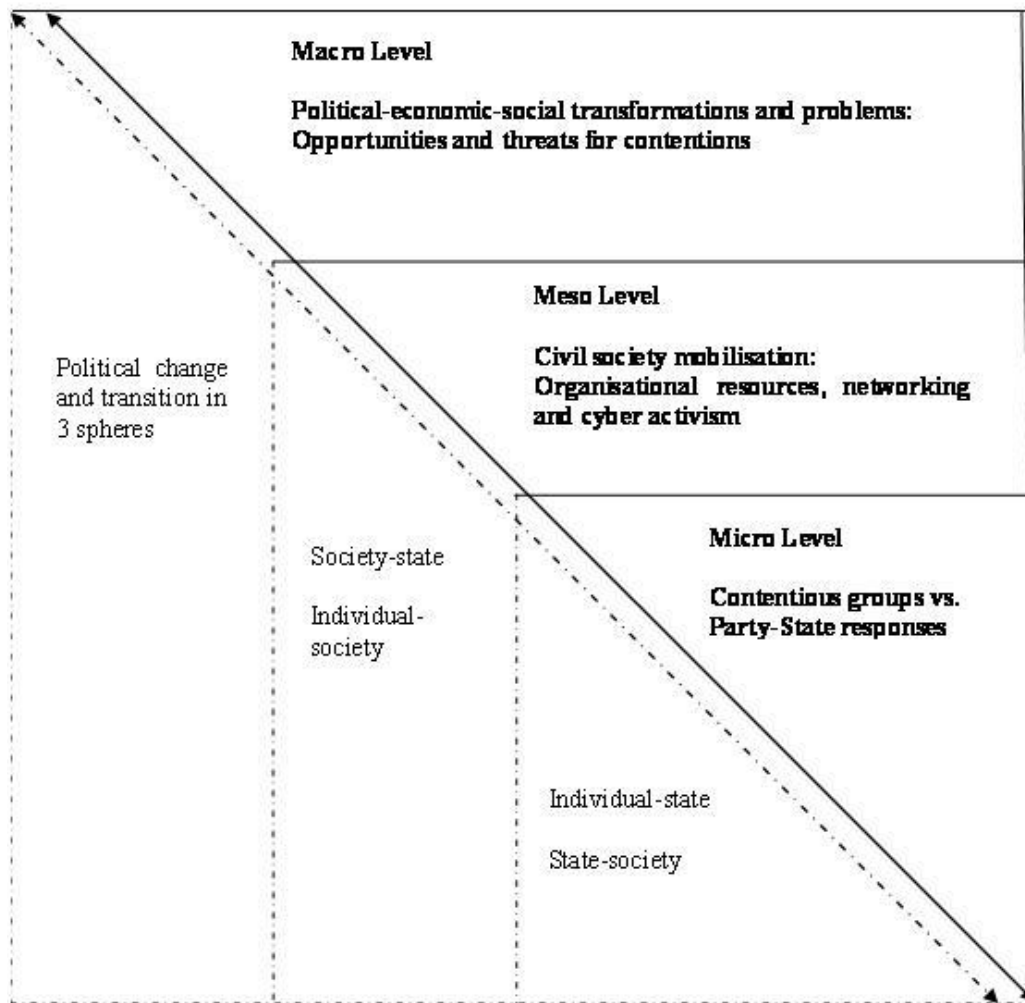 Macro Level
Political-economic-social transformations and problems:
Opportunities and threats for contentions
Meso Level
Civil society mobilisation:
Organisational resources, networking
and cyber activism
Political change
and transition in
3 spheres
Micro Level
Contentious groups vs.
Party-State responses
Society-state
Individual-
society
Individual-state
State-society